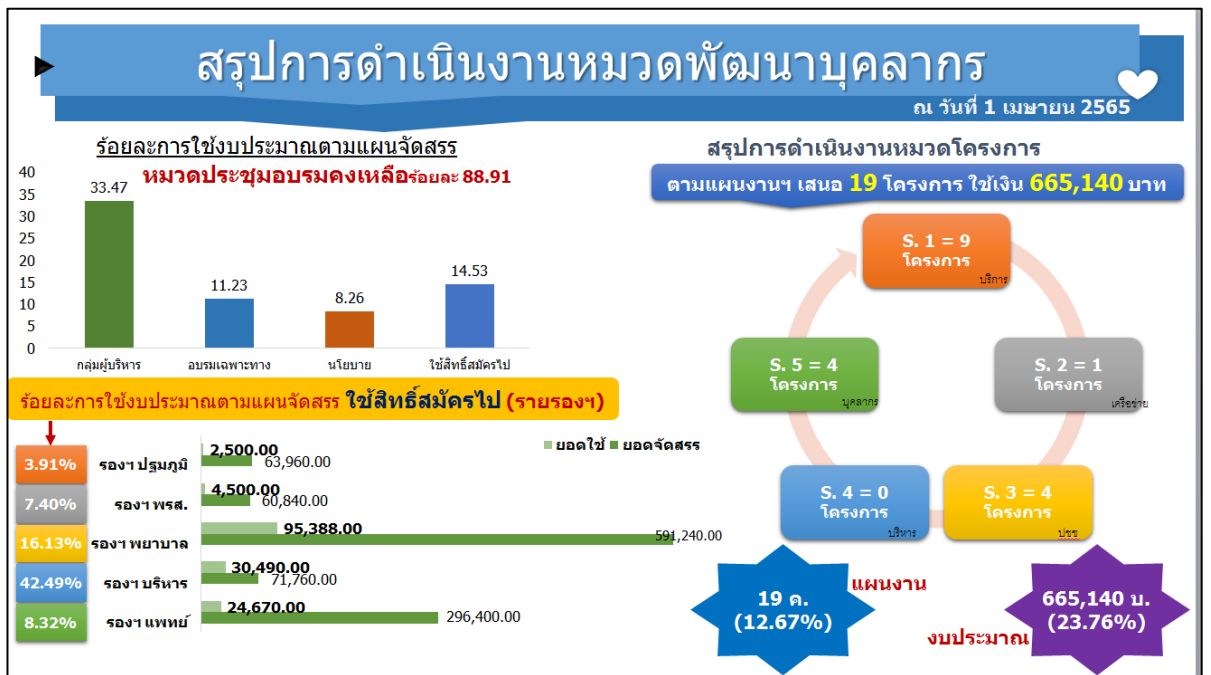 สรุปการดำเนินงานหมวดพัฒนาบุคลากร
ณ วันที่ 1 เมษายน 2565
ร้อยละการใช้งบประมาณตามแผนจัดสรร
หมวดประชุมอบรมคงเหลือร้อยละ 88.91
40
35
30
25
20
15
10
5
0
33.47
11.23
8.26
14.53
กลุ่มผู้บริหาร
อบรมเฉพาะทาง
นโยบาย
ใช้สิทธิ์สมัครไป
ร้อยละการใช้งบประมาณตามแผนจัดสรร ใช้สิทธิ์สมัครไป (รายรองฯ)
ยอดใช้ ยอดจัดสรร
3.91% รองฯ ปฐมภูมิ 2,500.00
63,960.00
7.40% รองฯ พรส. 4,500.00
60,840.00
16.13% รองฯ พยาบาล 95,388.00
591,240.00
42.49% รองฯ บริหาร 30,490.00
71,760.00
8.32% รองฯ แพทย์ 24,670.00
296,400.00
สรุปการดำเนินงานหมวดโครงการ
ตามแผนงานฯ เสนอ 19 โครงการ ใช้เงิน 665,140 บาท
S. 1 = 9
โครงการ
บริการ
S. 2 = 1
โครงการ
เครือข่าย
S. 3 = 4
โครงการ
ปชช
S. 4 = 0
โครงการ
บริหาร
S. 5 = 4
โครงการ
บุคลากร
19 ค.
(12.67%)
แผนงาน
งบประมาณ
665,140 บ.
(23.76%)